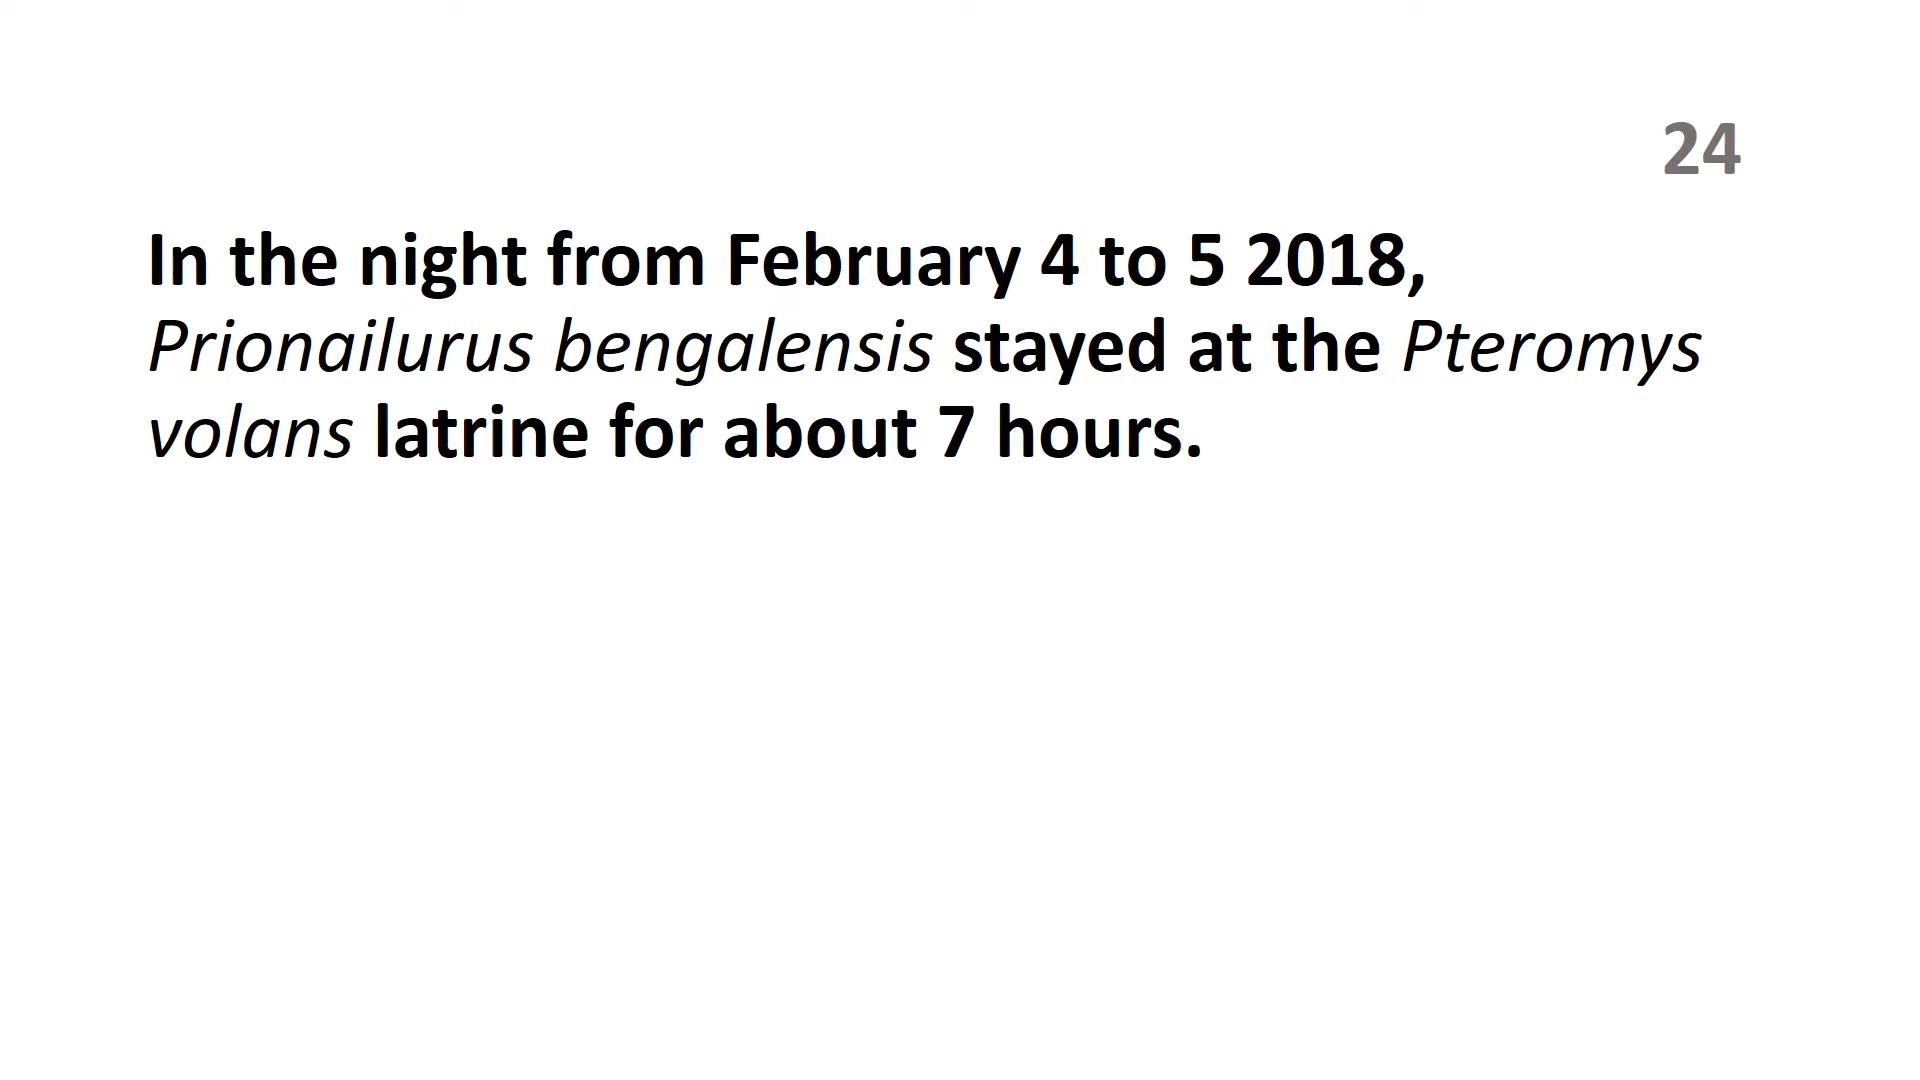 24
In the night from February 4 to 5 2018,
Prionailurus bengalensis stayed at the Pteromys
volans latrine for about 7 hours.